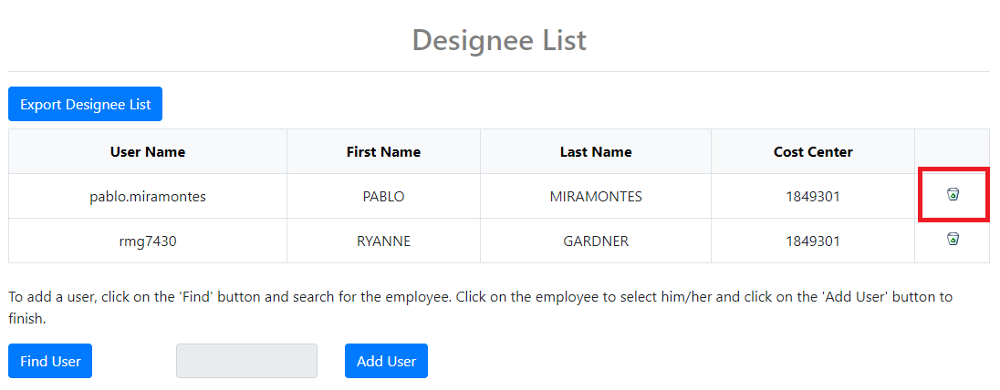 Designee List
Export Designee List
User Name First Name Last Name Cost Center
pablo.miramontes PABLO MIRAMONTES 1849301
rmg7430 RYANNE GARDNER 1849301
To add a user, click on the 'Find' button and search for the employee. Click on the employee to select him/her and click on the 'Add User' button to
finish.
Find User Add User